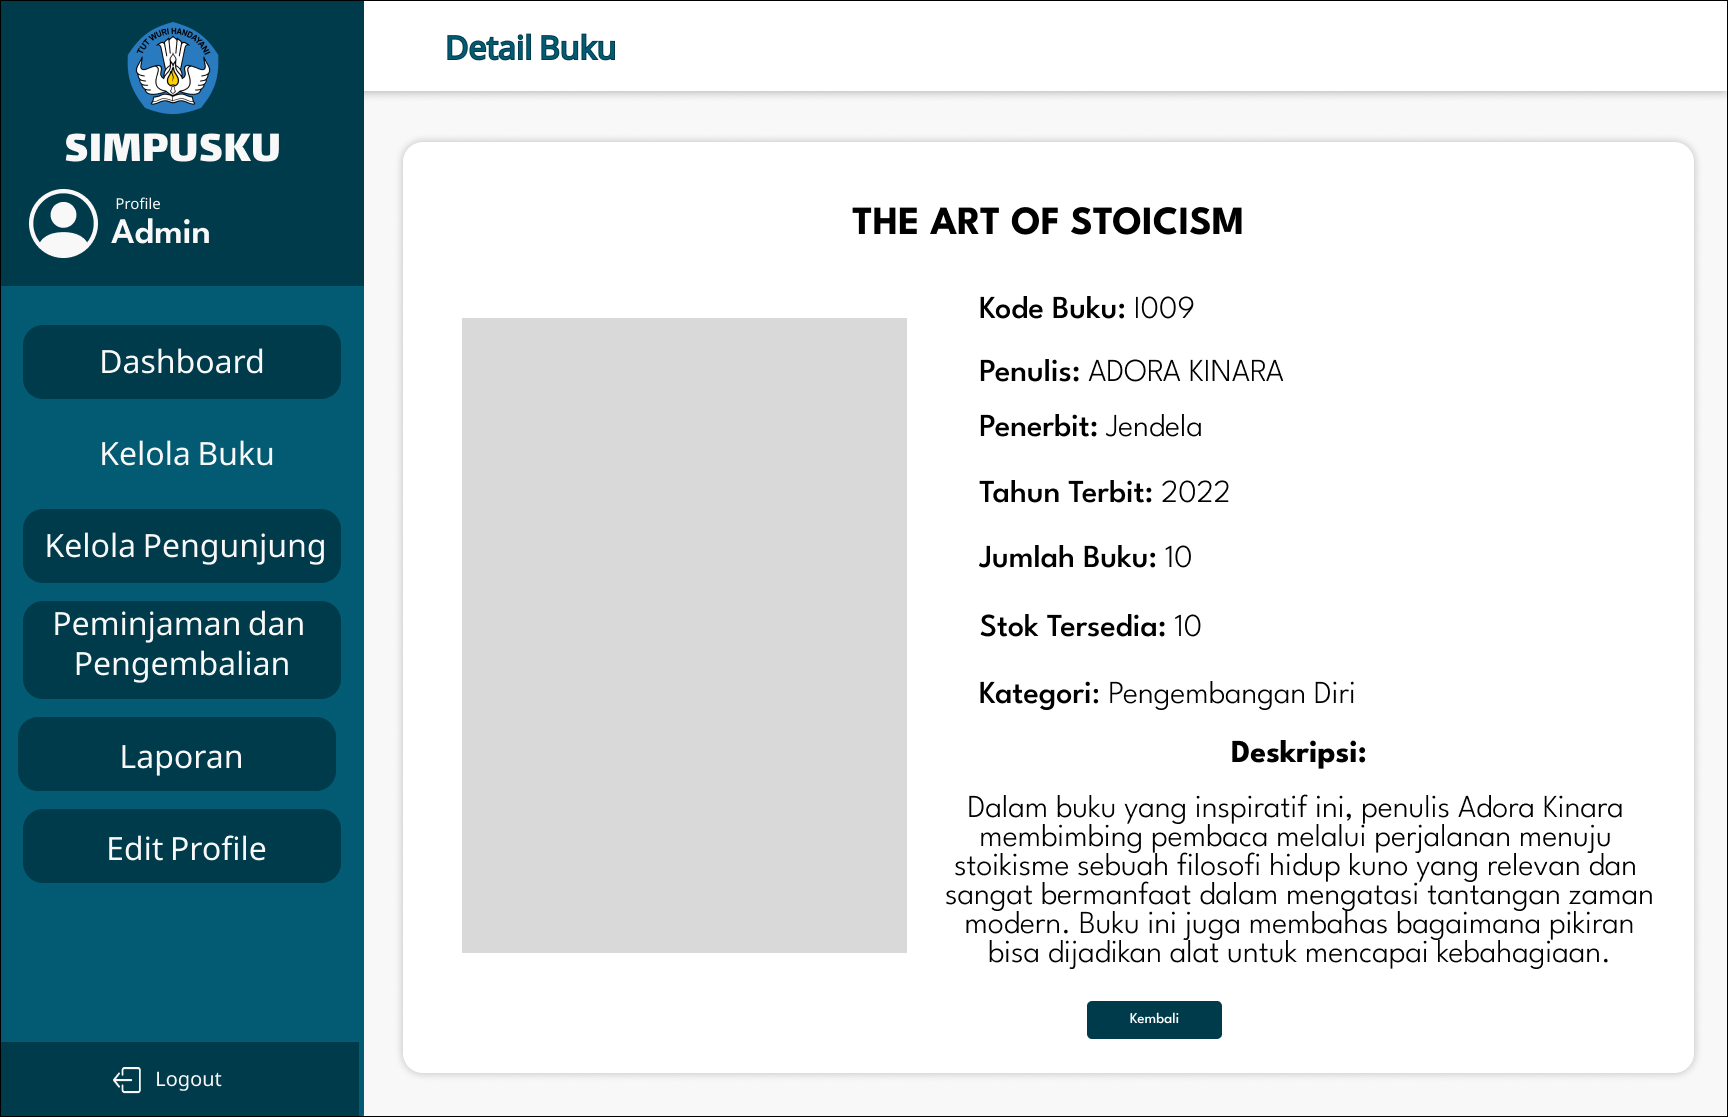 TUT WURI HANDAYANI
SIMPUSKU
Profile
Admin
Dashboard
Kelola Buku
Kelola Pengunjung
Peminjaman dan
Pengembalian
Laporan
Edit Profile
Logout
Detail Buku
THE ART OF STOICISM
Kode Buku: I009
Penulis: ADORA KINARA
Penerbit: Jendela
Tahun Terbit: 2022
Jumlah Buku: 10
Stok Tersedia: 10
Kategori: Pengembangan Diri
Deskripsi:
Dalam buku yang inspiratif ini, penulis Adora Kinara
membimbing pembaca melalui perjalanan menuju
stoikisme sebuah filosofi hidup kuno yang relevan dan
sangat bermanfaat dalam mengatasi tantangan zaman
modern. Buku ini juga membahas bagaimana pikiran
bisa dijadikan alat untuk mencapai kebahagiaan.
Kembali